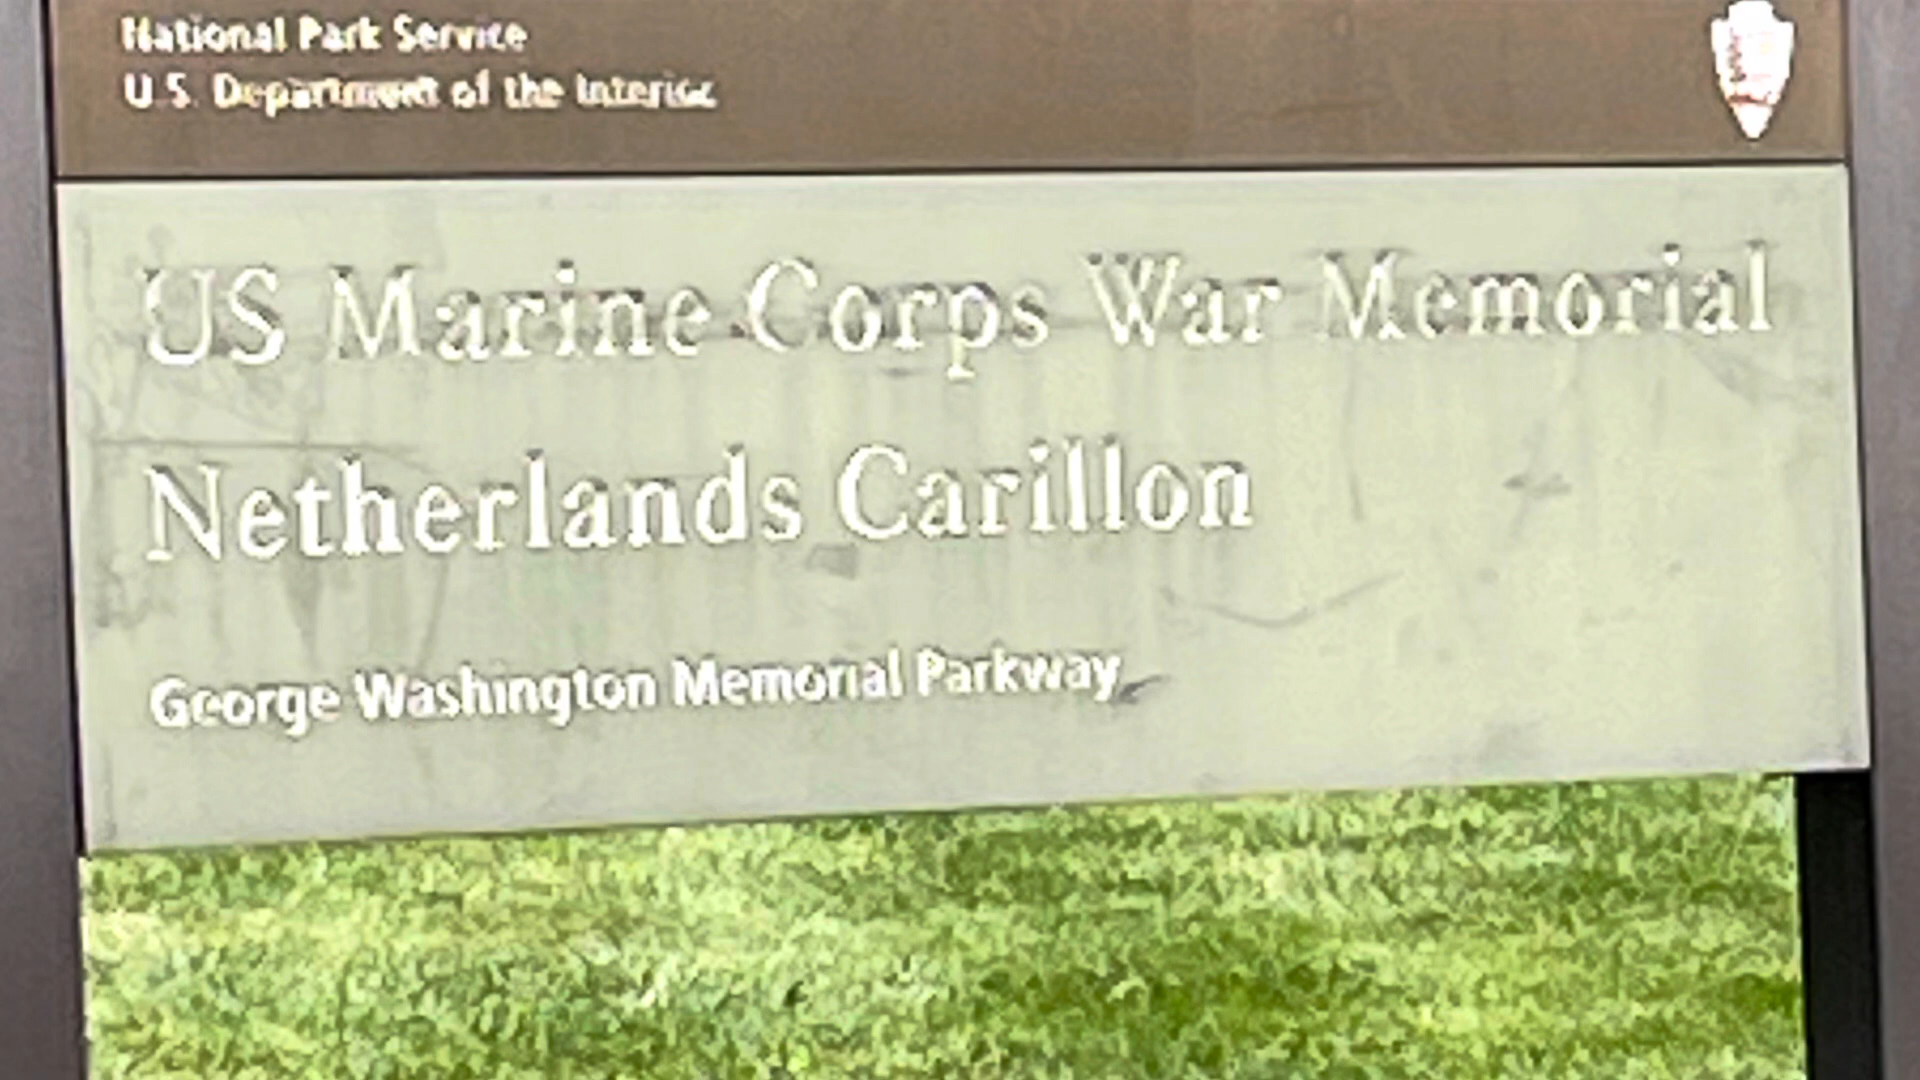 National Park Service
U.S. Department of the Interior
US Marine Corps War Memorial
Netherlands Carillon
George Washington Memorial Parkway